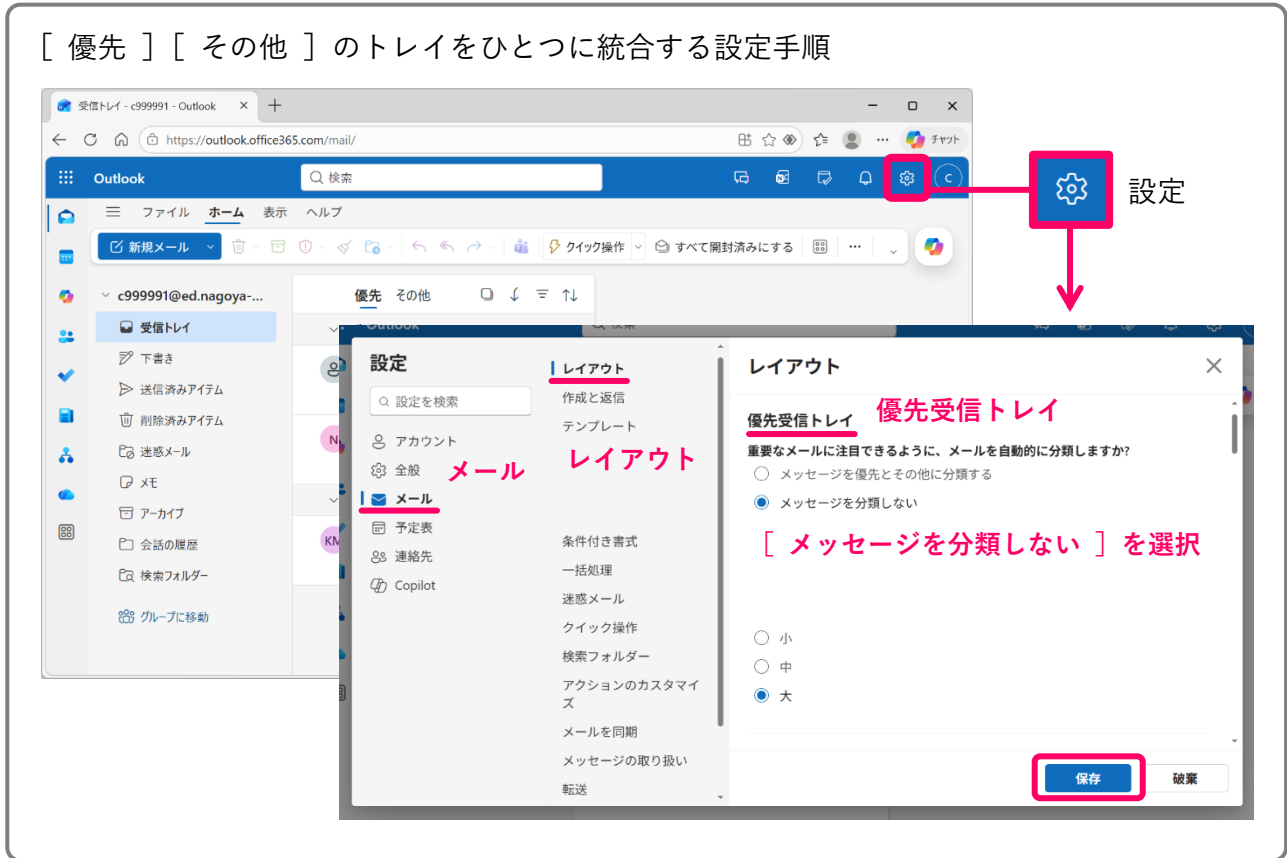 [ 優先 ] [ その他 ] のトレイをひとつに統合する設定手順
受信トレイ - c999991 - Outlook
https://outlook.office365.com/mail/
チャット
Outlook
検索
C
設定
ファイル ホーム 表示 ヘルプ
新規メール
クイック操作
すべて開封済みにする
c999991@ed.nagoya-...
優先 その他
受信トレイ
下書き
送信済みアイテム
削除済みアイテム
迷惑メール
メモ
アーカイブ
会話の履歴
検索フォルダー
グループに移動
N
KM
Outlook
設定
設定を検索
アカウント
全般
メール
メール
予定表
連絡先
Copilot
レイアウト
作成と返信
テンプレート
レイアウト
条件付き書式
一括処理
迷惑メール
クイック操作
検索フォルダー
アクションのカスタマイ
ズ
メールを同期
メッセージの取り扱い
転送
レイアウト
優先受信トレイ 優先受信トレイ
重要なメールに注目できるように、メールを自動的に分類しますか?
メッセージを優先とその他に分類する
メッセージを分類しない
[ メッセージを分類しない ] を選択
小
中
大
保存 破棄